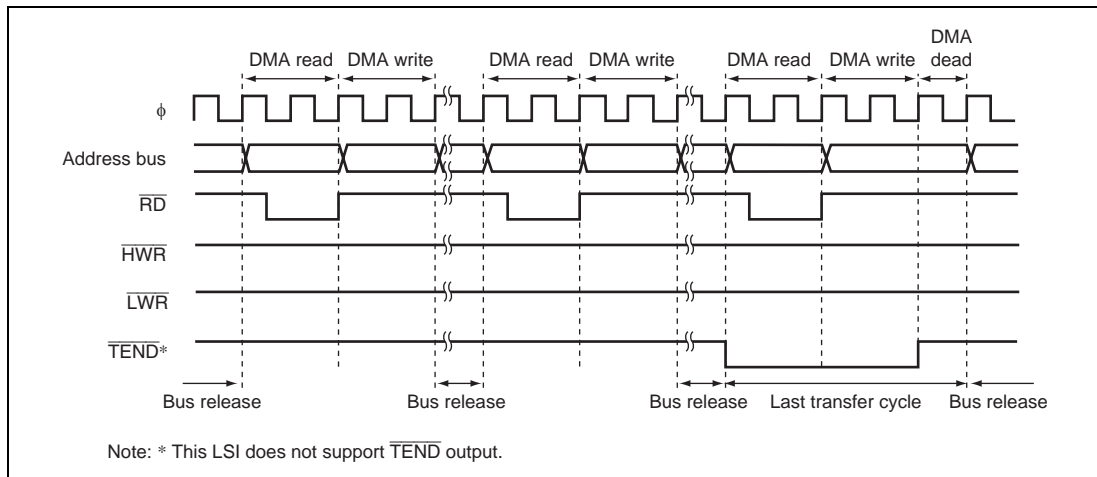 DMA
DMA read DMA write DMA read DMA write DMA read DMA write dead
ϕ
Address bus
RD
HWR
LWR
TEND*
Bus release Bus release Bus release Last transfer cycle Bus release
Note: * This LSI does not support TEND output.